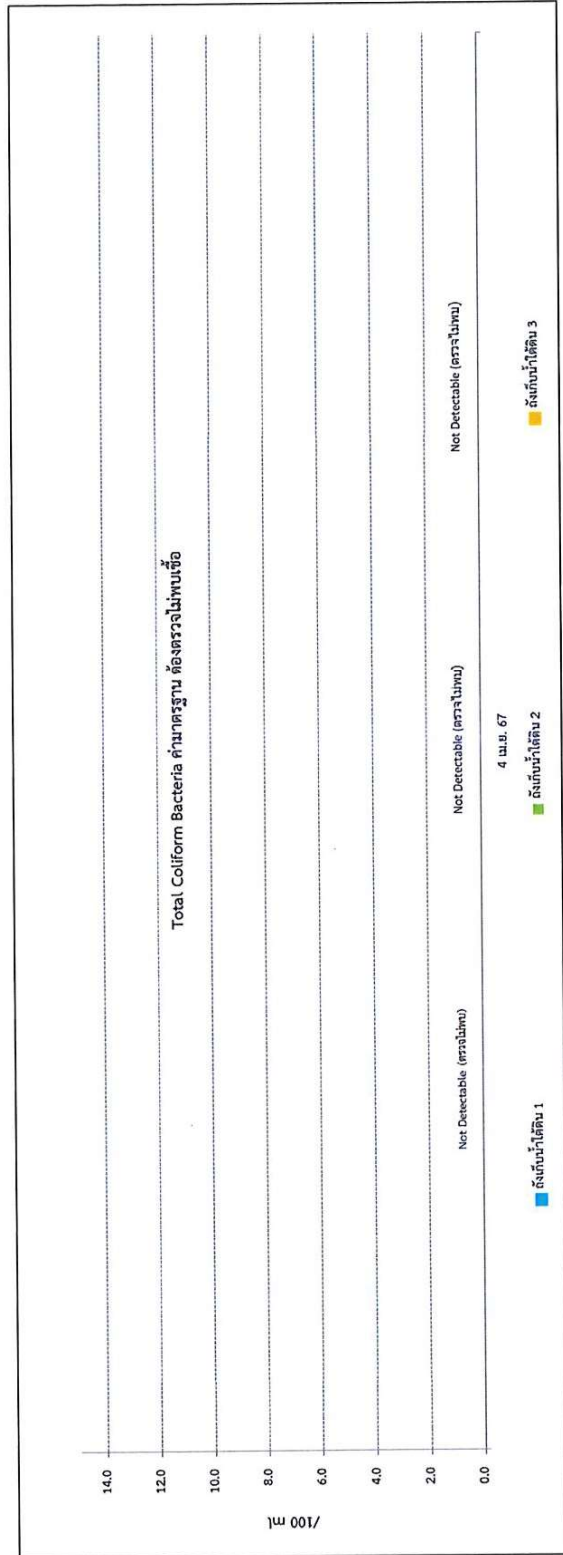 Total Coliform Bacteria ค่ามาตรฐาน ต้องตรวจไม่พบเชื้อ
/100 ml
14.0
12.0
10.0
8.0
6.0
4.0
2.0
0.0
Not Detectable (ตรวจไม่พบ)
Not Detectable (ตรวจไม่พบ)
Not Detectable (ตรวจไม่พบ)
4 เม.ย. 67
ถังเก็บน้ำใต้ดิน 1
ถังเก็บน้ำใต้ดิน 2
ถังเก็บน้ำใต้ดิน 3